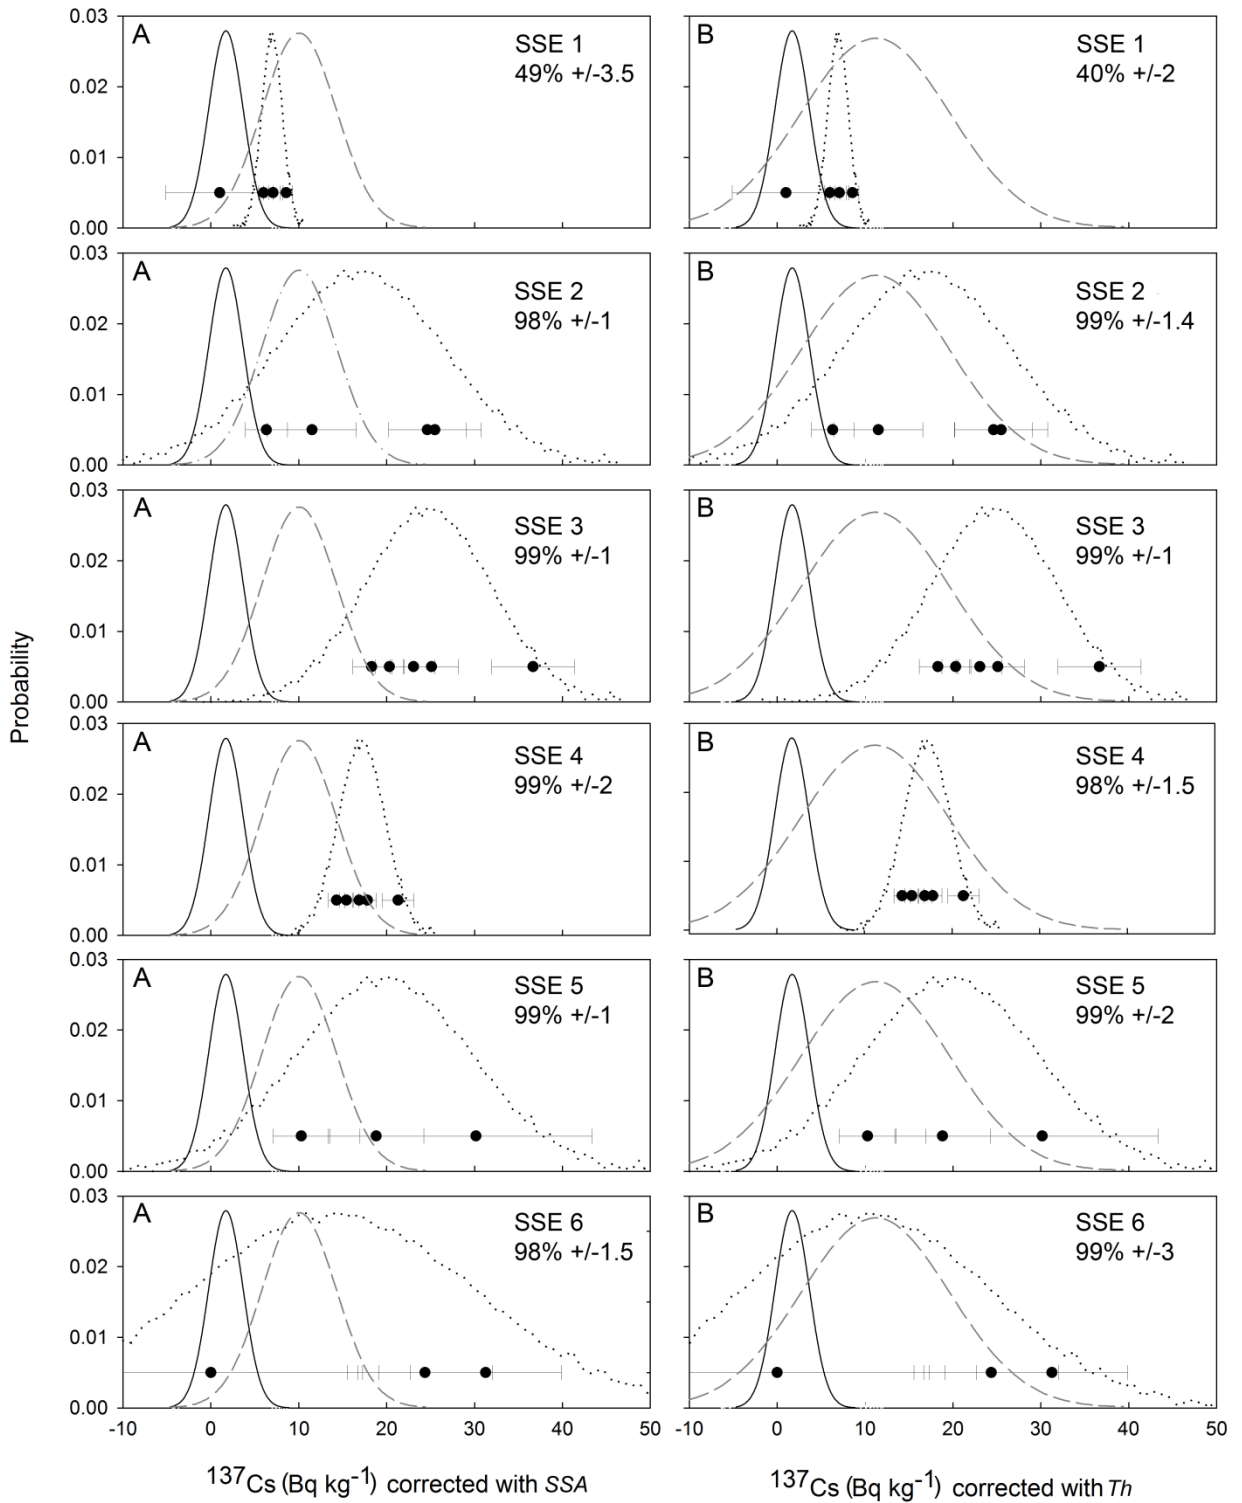 0.03
0.02
0.01
0.00
A
SSE 1
49% +/-3.5
B
SSE 1
40% +/-2
0.03
0.02
0.01
0.00
A
SSE 2
98% +/-1
B
SSE 2
99% +/-1.4
0.03
0.02
0.01
0.00
A
SSE 3
99% +/-1
B
SSE 3
99% +/-1
0.03
0.02
0.01
0.00
A
SSE 4
99% +/-2
B
SSE 4
98% +/-1.5
0.03
0.02
0.01
0.00
A
SSE 5
99% +/-1
B
SSE 5
99% +/-2
0.03
0.02
0.01
0.00
A
SSE 6
98% +/-1.5
B
SSE 6
99% +/-3
Probability
-10 0 10 20 30 40 50
-10 0 10 20 30 40 50
137Cs (Bq kg-1) corrected with SSA
137Cs (Bq kg-1) corrected with Th